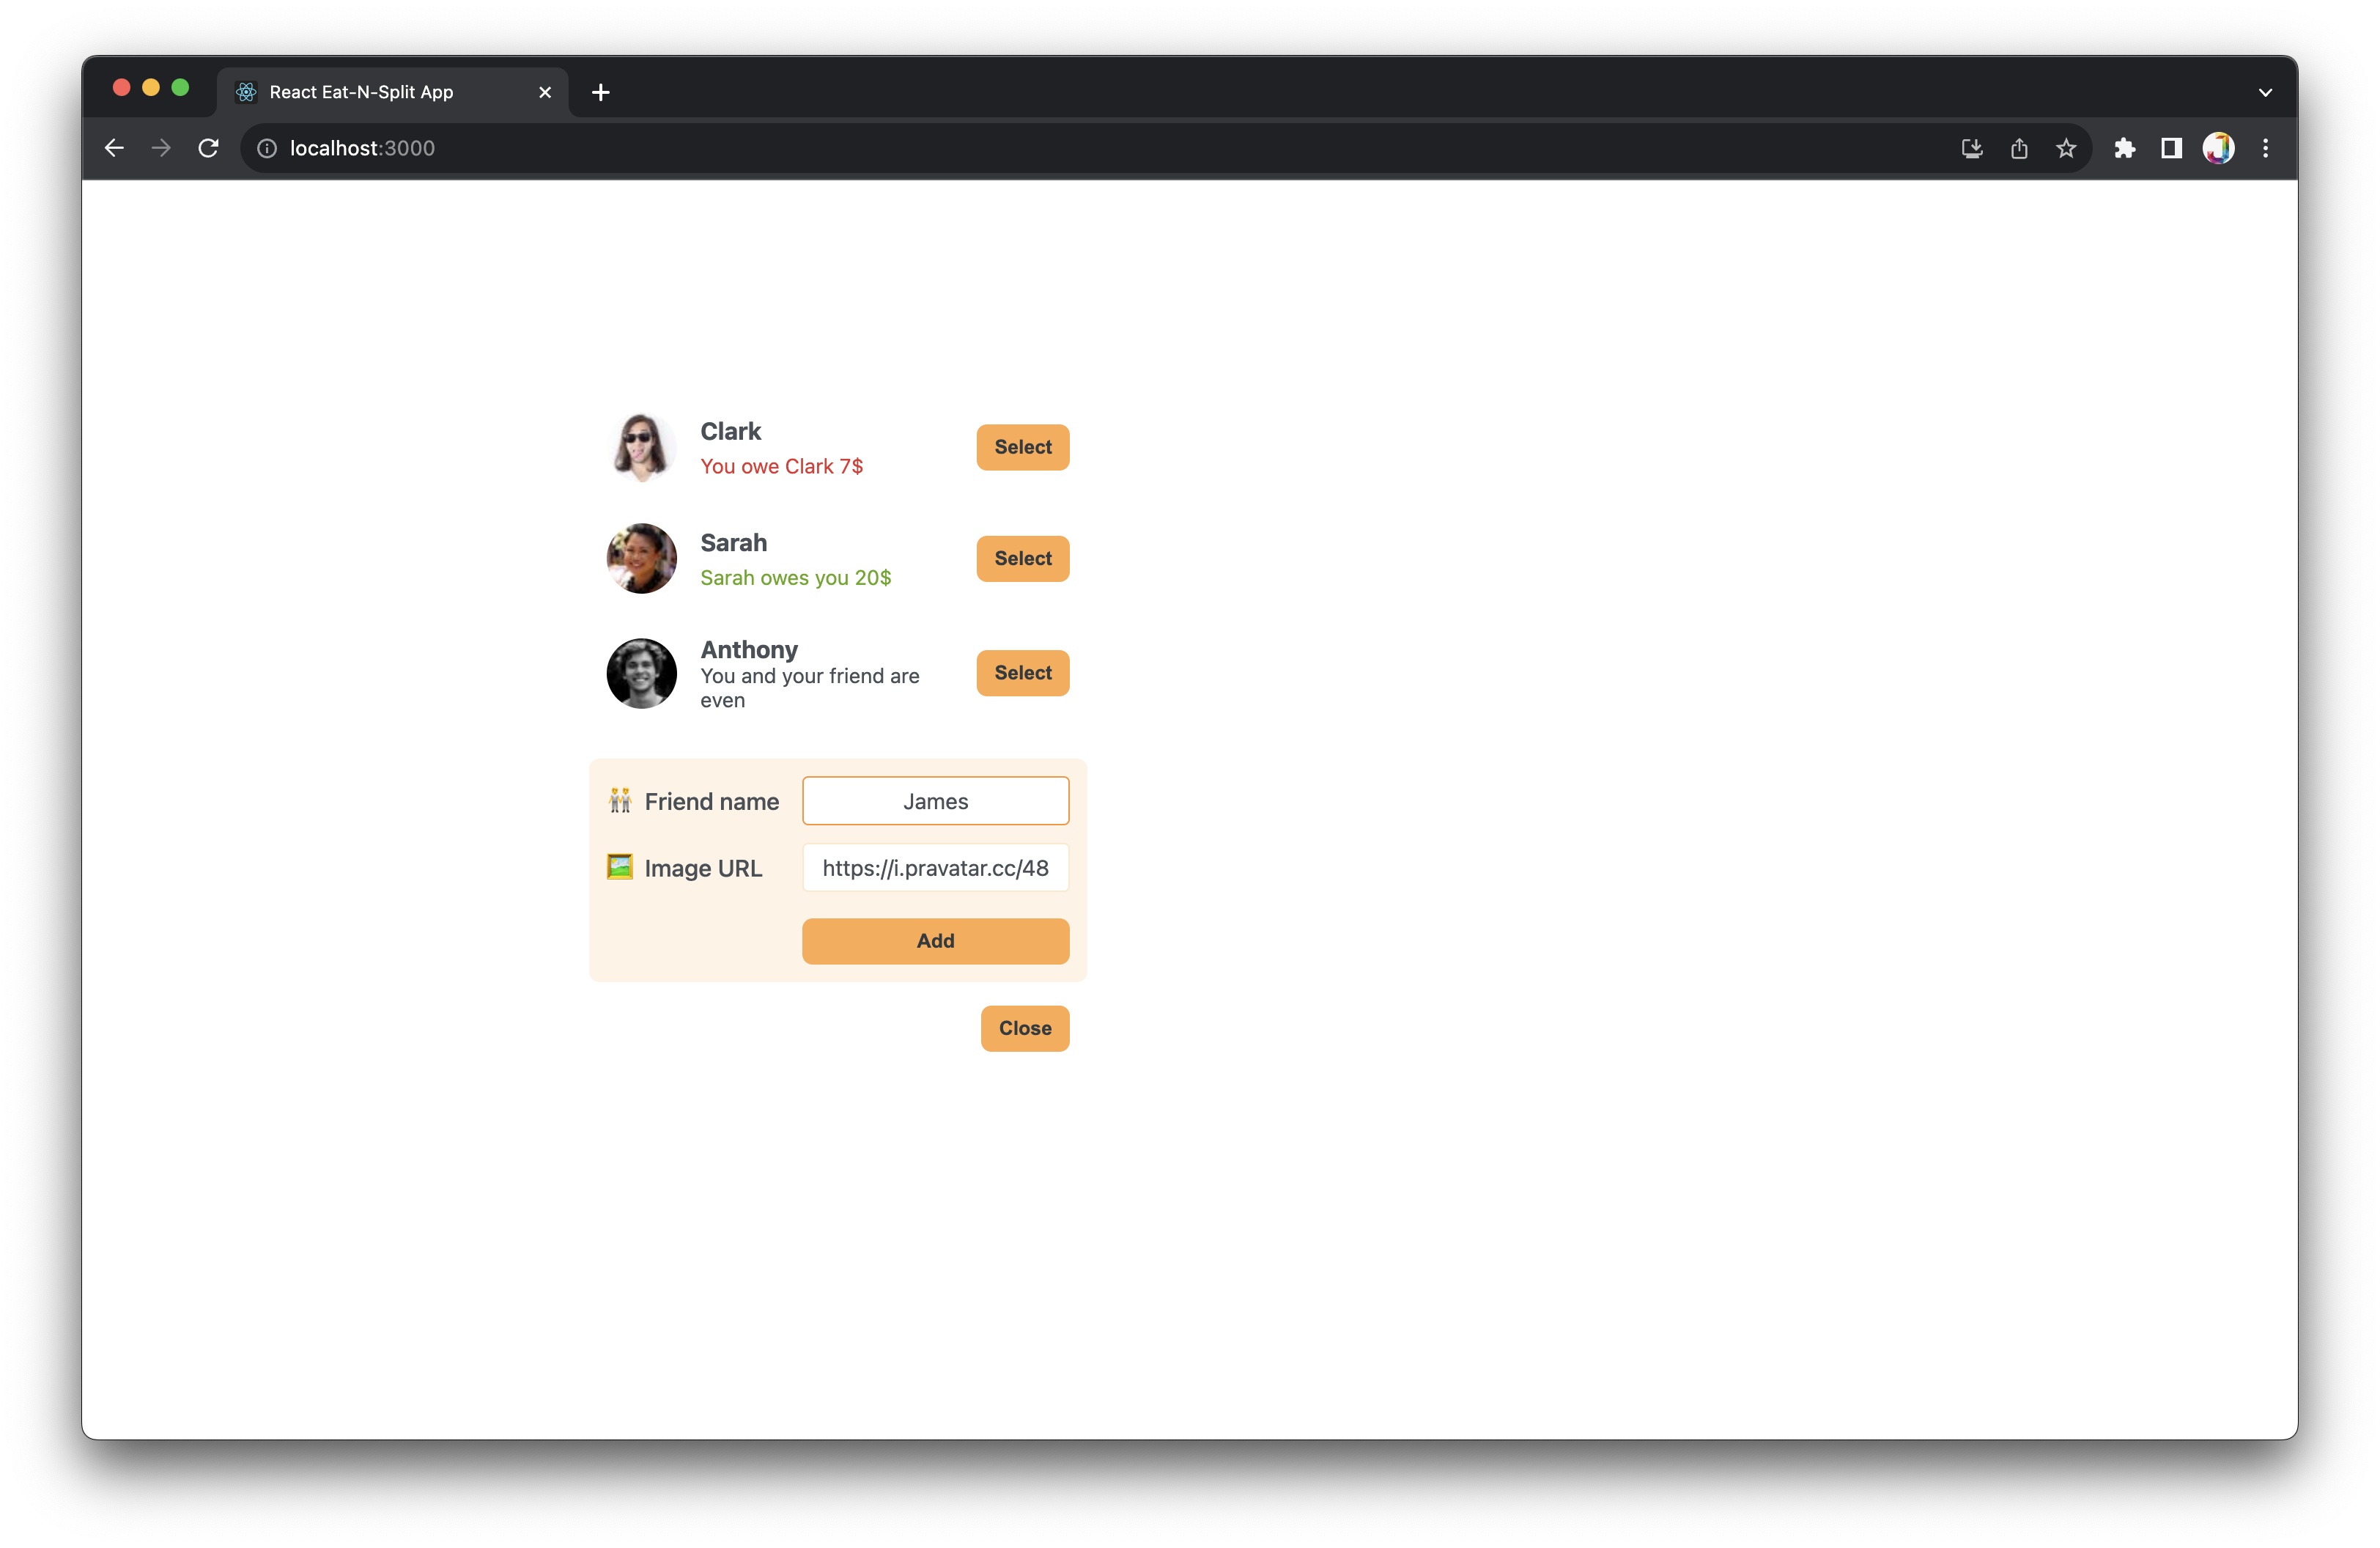 React Eat-N-Split App
localhost:3000
Clark
You owe Clark 7$
Select
Sarah
Sarah owes you 20$
Select
Anthony
You and your friend are
even
Select
Friend name
James
Image URL
https://i.pravatar.cc/48
Add
Close